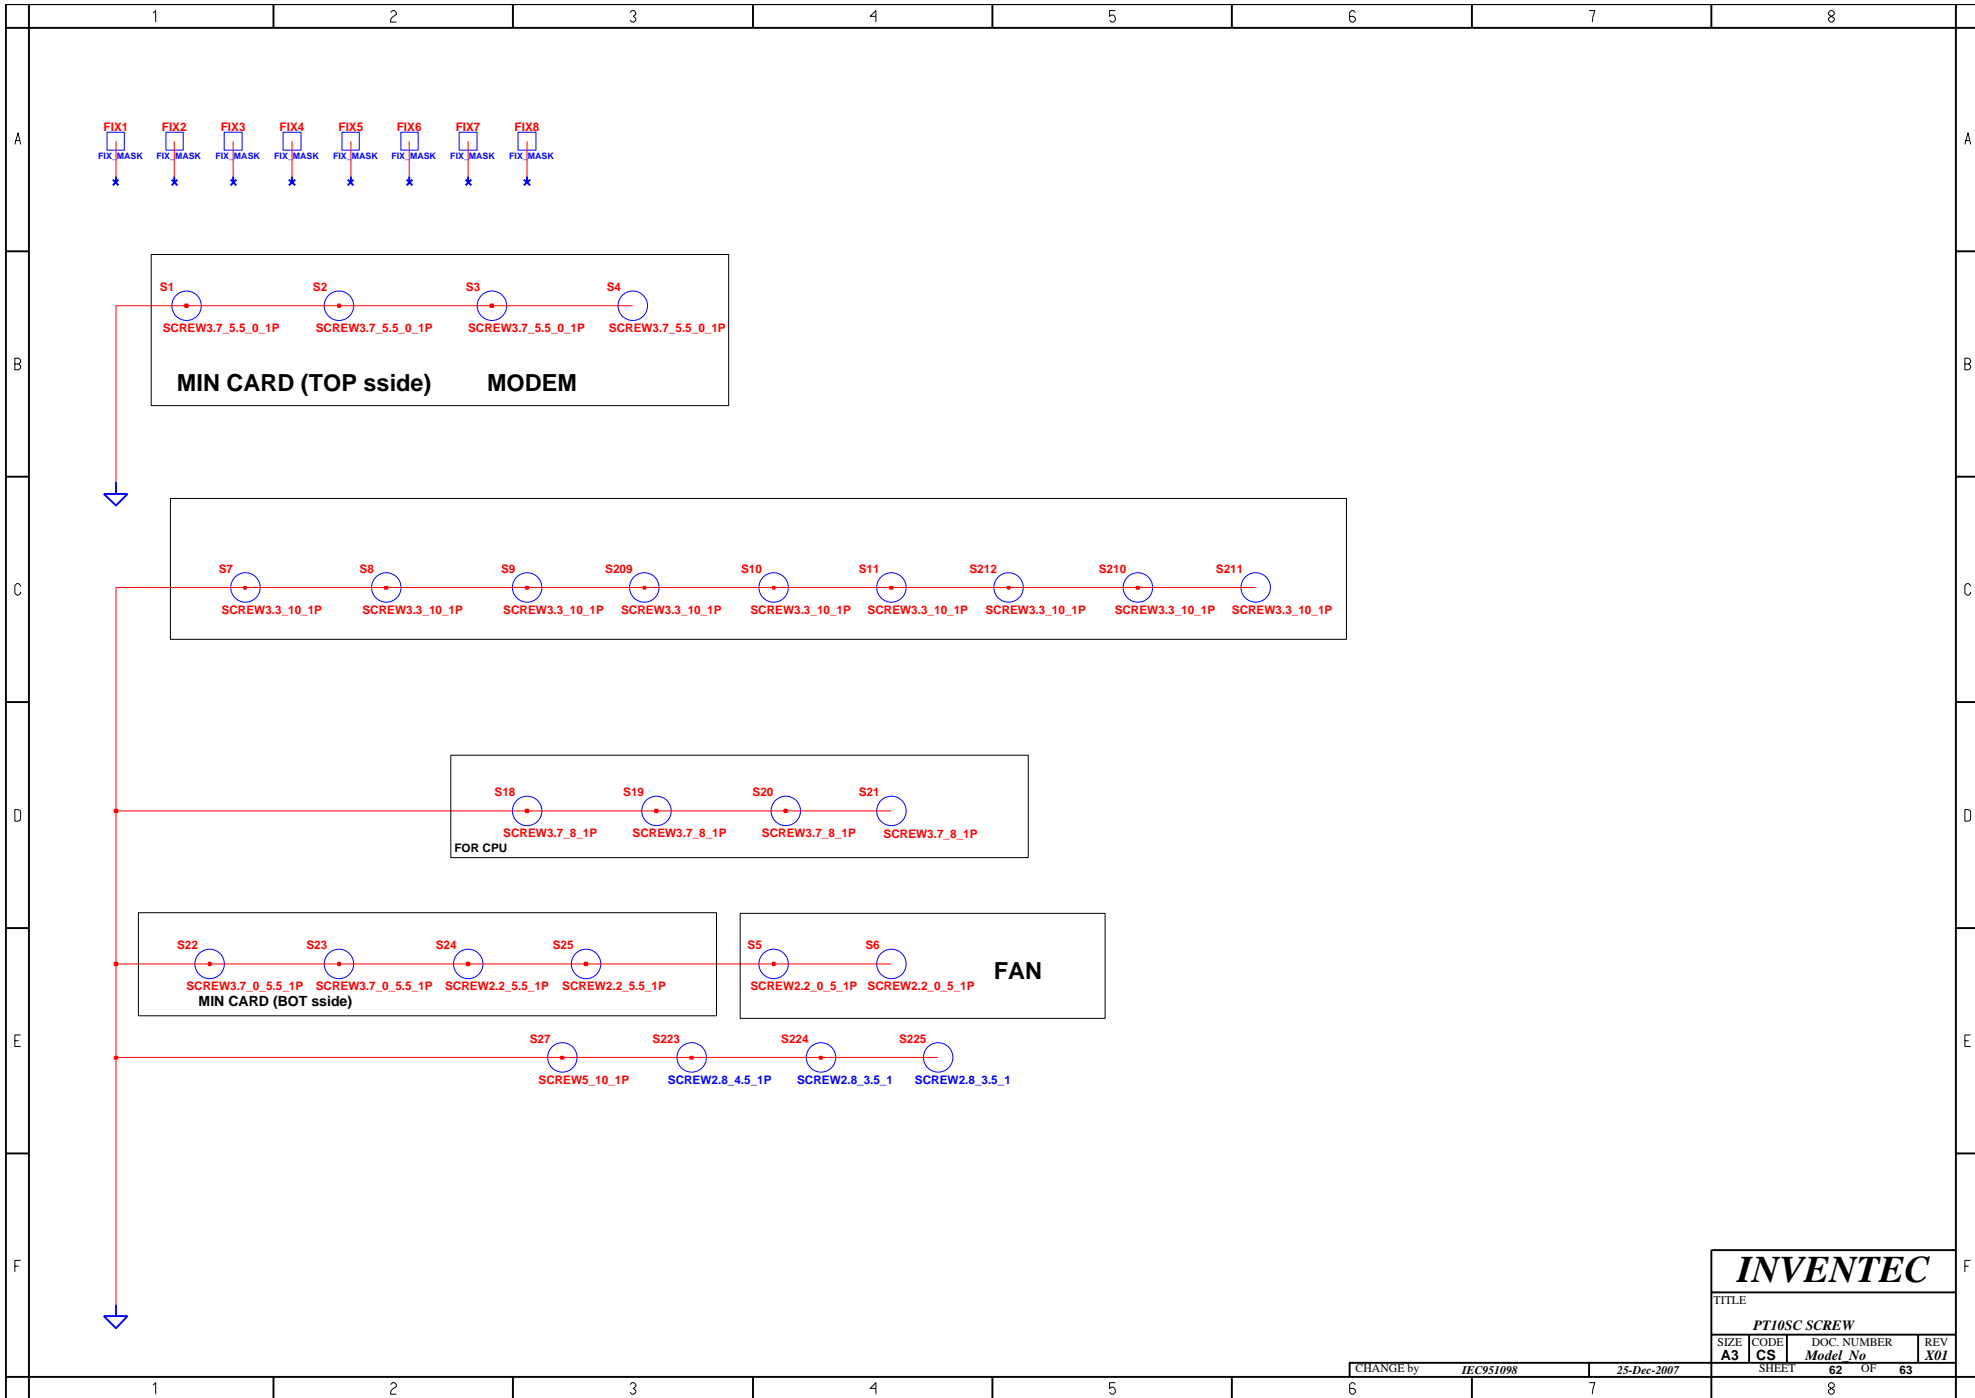 1 2 3 4 5 6 7 8
A A
FIX1 FIX2 FIX3 FIX4 FIX5 FIX6 FIX7 FIX8
FIX_MASK FIX_MASK FIX_MASK FIX_MASK FIX_MASK FIX_MASK FIX_MASK FIX_MASK
S1 S2 S3 S4
SCREW3.7_5.5_0_1P SCREW3.7_5.5_0_1P SCREW3.7_5.5_0_1P SCREW3.7_5.5_0_1P
B B
MIN CARD (TOP sside) MODEM
S7 S8 S9 S209 S10 S11 S212 S210 S211
C C
SCREW3.3_10_1P SCREW3.3_10_1P SCREW3.3_10_1P SCREW3.3_10_1P SCREW3.3_10_1P SCREW3.3_10_1P SCREW3.3_10_1P SCREW3.3_10_1P SCREW3.3_10_1P
S18 S19 S20 S21
D D
SCREW3.7_8_1P SCREW3.7_8_1P SCREW3.7_8_1P SCREW3.7_8_1P
FOR CPU
S22 S23 S24 S25 S5 S6
FAN
SCREW3.7_0_5.5_1P SCREW3.7_0_5.5_1P SCREW2.2_5.5_1P SCREW2.2_5.5_1P SCREW2.2_0_5_1P SCREW2.2_0_5_1P
MIN CARD (BOT sside)
E E
S27 S223 S224 S225
SCREW5_10_1P SCREW2.8_4.5_1P SCREW2.8_3.5_1 SCREW2.8_3.5_1
F F
INVENTEC
TITLE
PT10SC SCREW
SIZE CODE DOC. NUMBER REV
A3 CS Model_No X01
CHANGE by IEC951098 25-Dec-2007 SHEET 62 OF 63
1 2 3 4 5 6 7 8